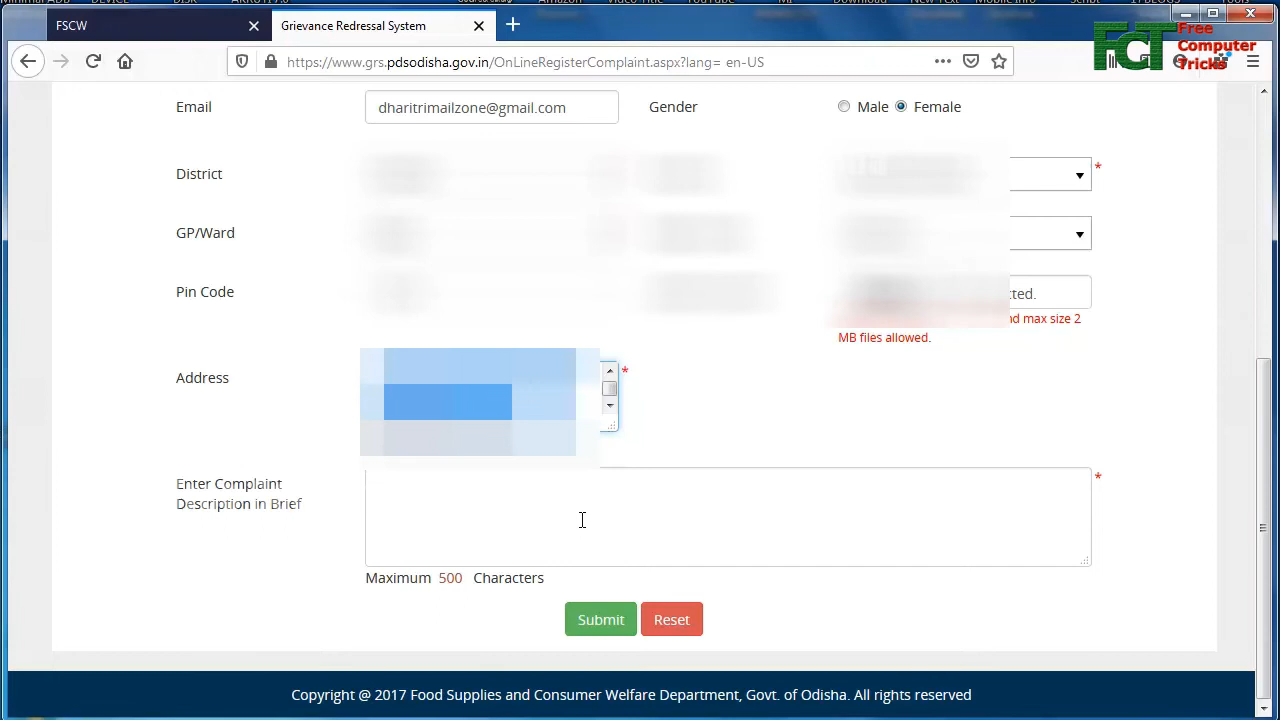 FSCW
Grievance Redressal System
Free
Computer
Tricks
FCT
https://www.grs.pdsodisha.gov.in/OnLineRegisterComplaint.aspx?lang= en-US
Email
dharitrimailzone@gmail.com
Gender
Male
Female
District
*
GP/Ward
Pin Code
cted.
nd max size 2
MB files allowed.
Address
*
Enter Complaint
Description in Brief
*
Maximum 500 Characters
Submit
Reset
Copyright @ 2017 Food Supplies and Consumer Welfare Department, Govt. of Odisha. All rights reserved